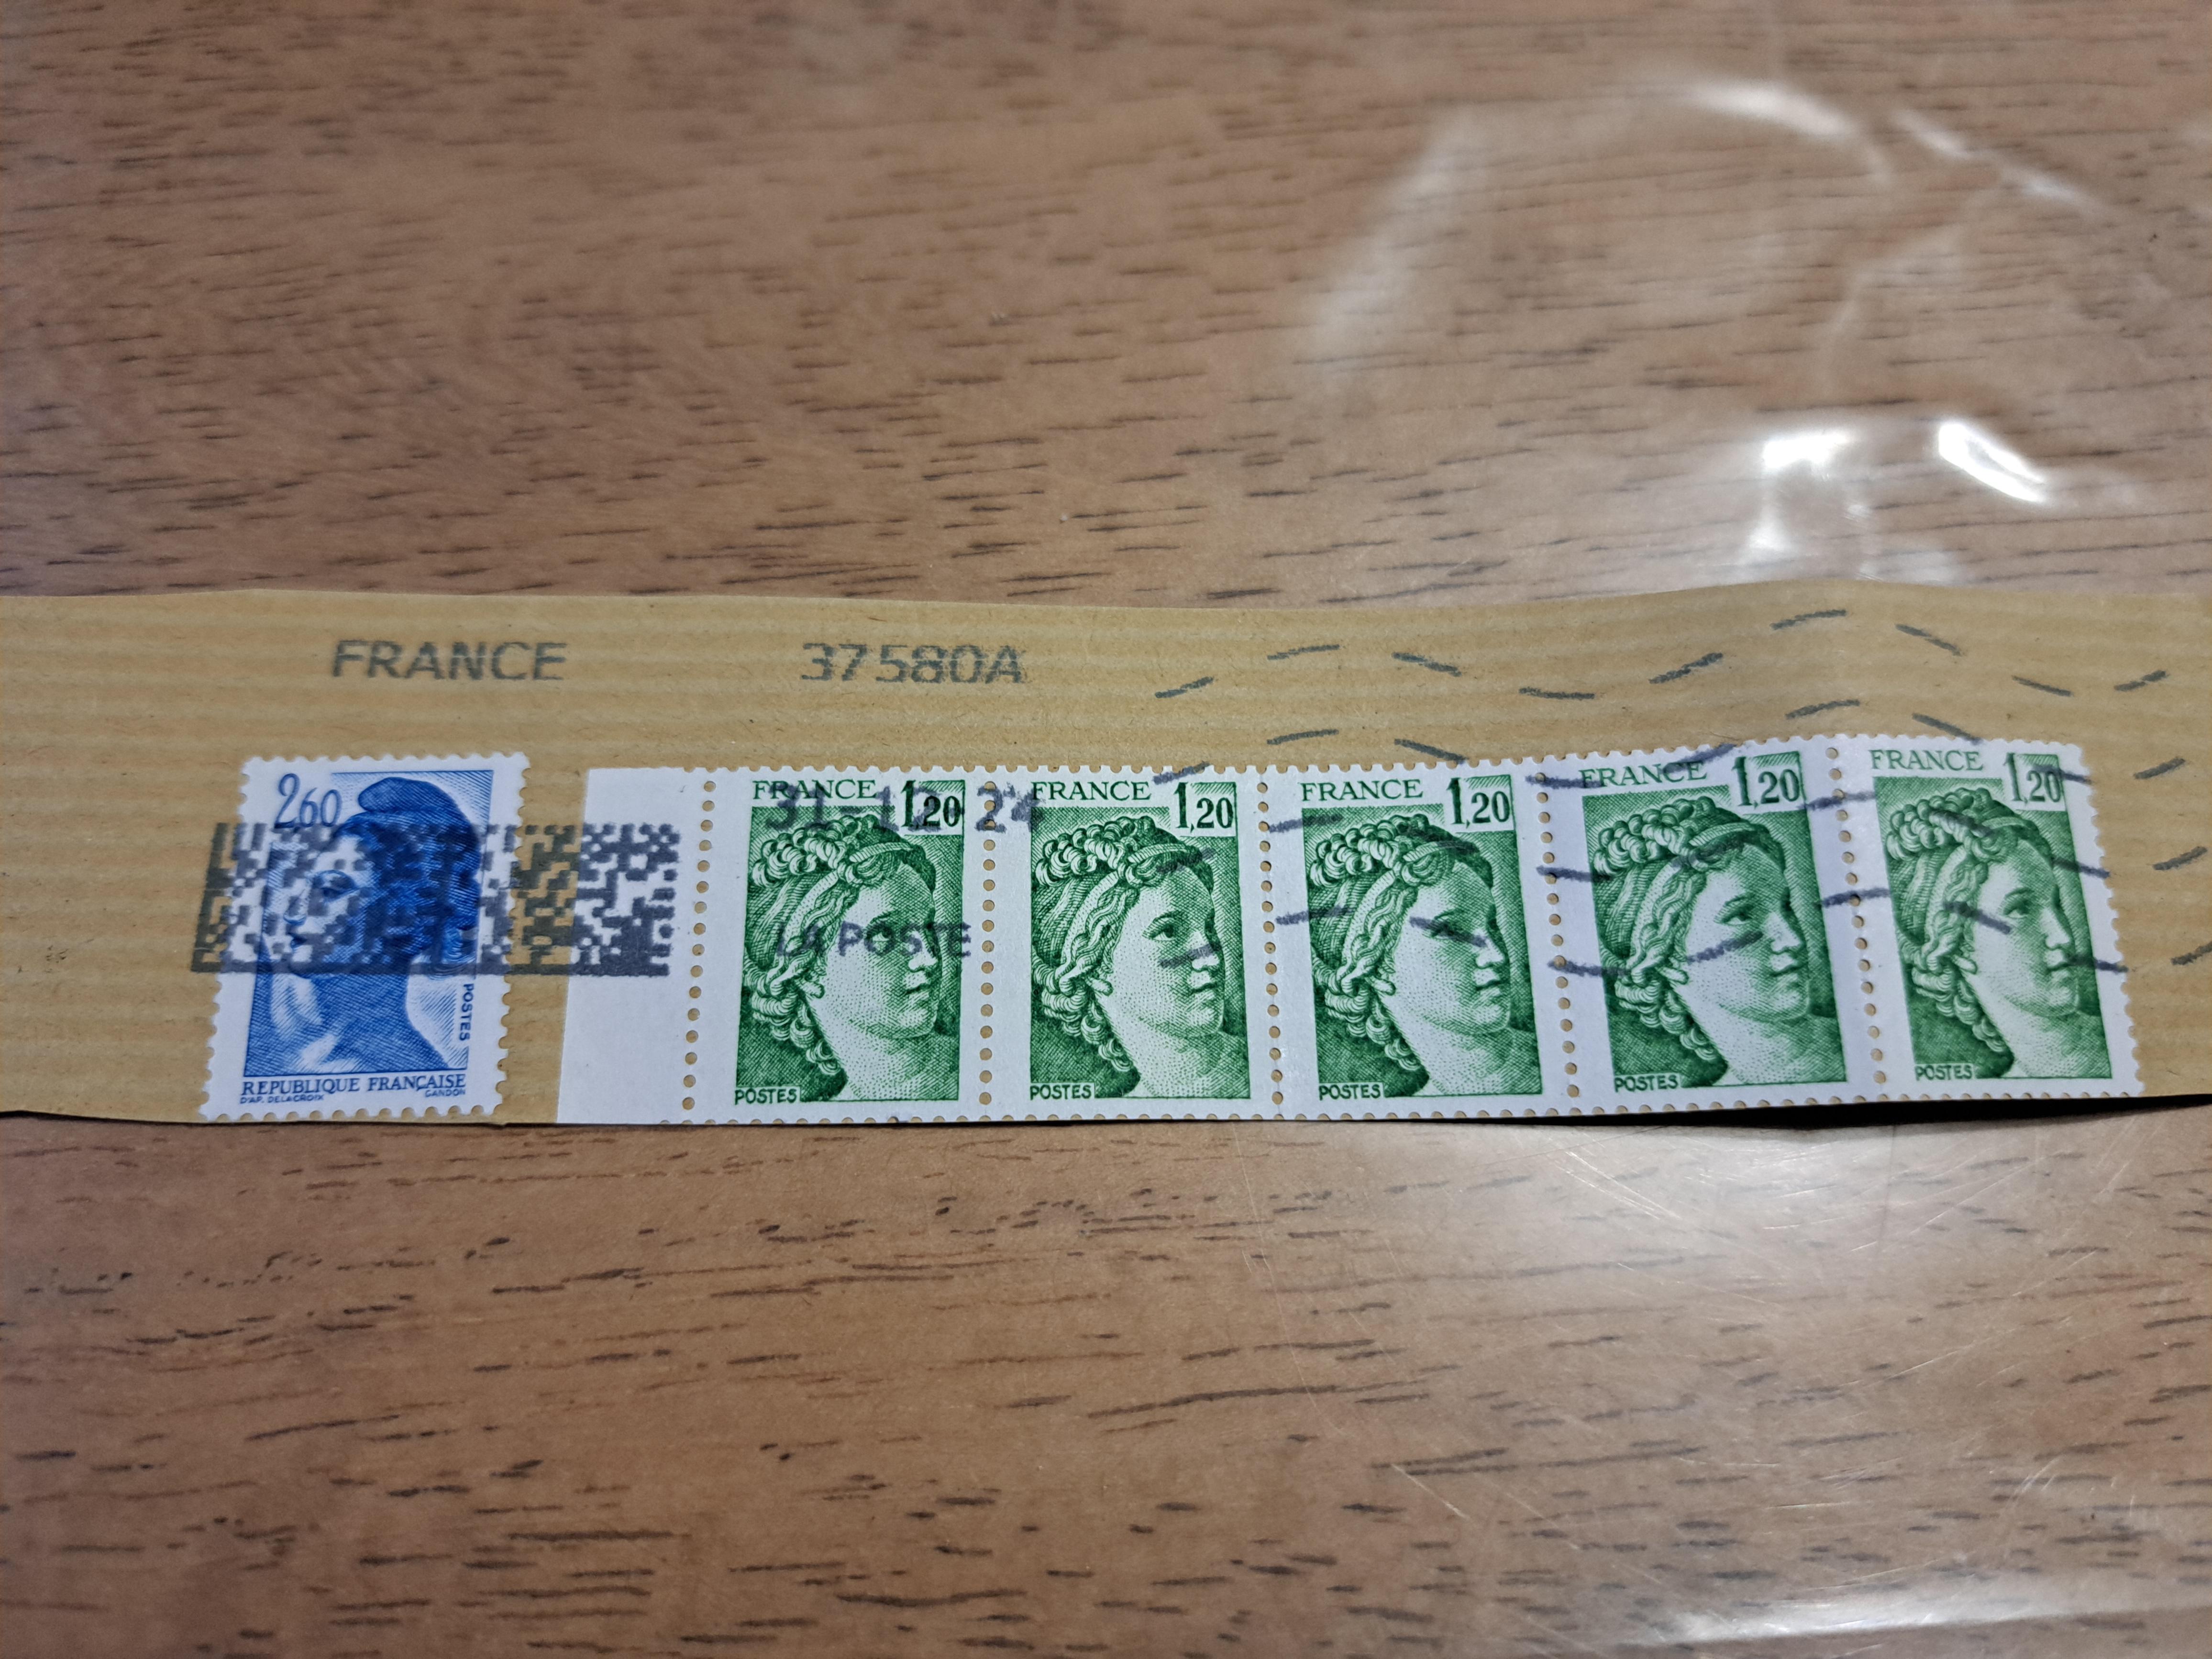 FRANCE 37580A
2,60
POSTES
REPUBLIQUE FRANÇAISE
D'AP. DELACROIX GANDON
31-12 24
LA POSTE
FRANCE 1,20
POSTES
FRANCE 1,20
POSTES
FRANCE 1,20
POSTES
FRANCE 1,20
POSTES
FRANCE 1,20
POSTES